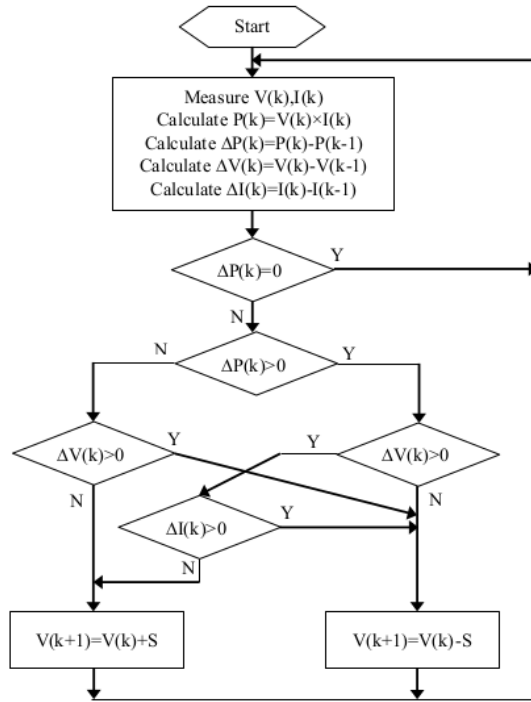 Start
Measure V(k),I(k)
Calculate P(k)=V(k)×I(k)
Calculate ΔP(k)=P(k)-P(k-1)
Calculate ΔV(k)=V(k)-V(k-1)
Calculate ΔI(k)=I(k)-I(k-1)
ΔP(k)=0
Y
N
ΔP(k)>0
N
Y
ΔV(k)>0
Y
N
ΔV(k)>0
Y
N
ΔI(k)>0
Y
N
V(k+1)=V(k)+S
V(k+1)=V(k)-S